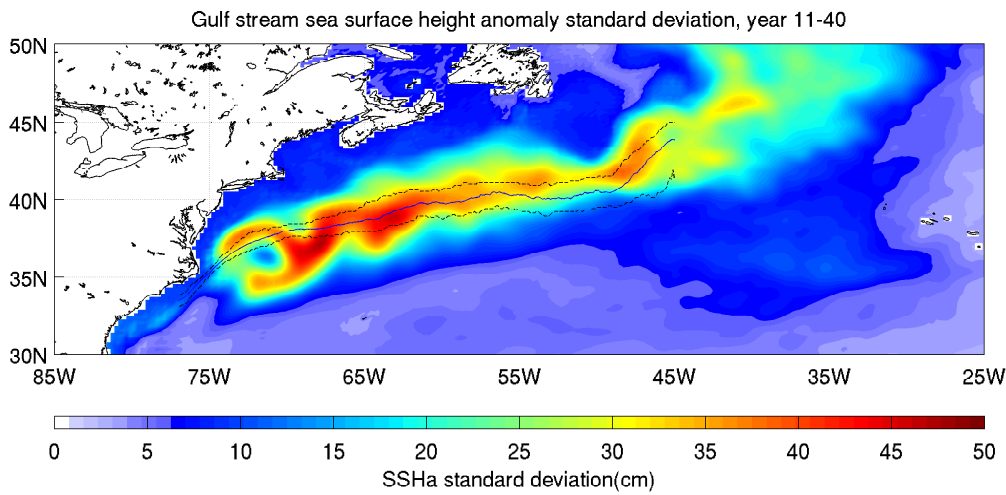 Gulf stream sea surface height anomaly standard deviation, year 11-40
50N
45N
40N
35N
30N
85W 75W 65W 55W 45W 35W 25W
0 5 10 15 20 25 30 35 40 45 50
SSHa standard deviation(cm)